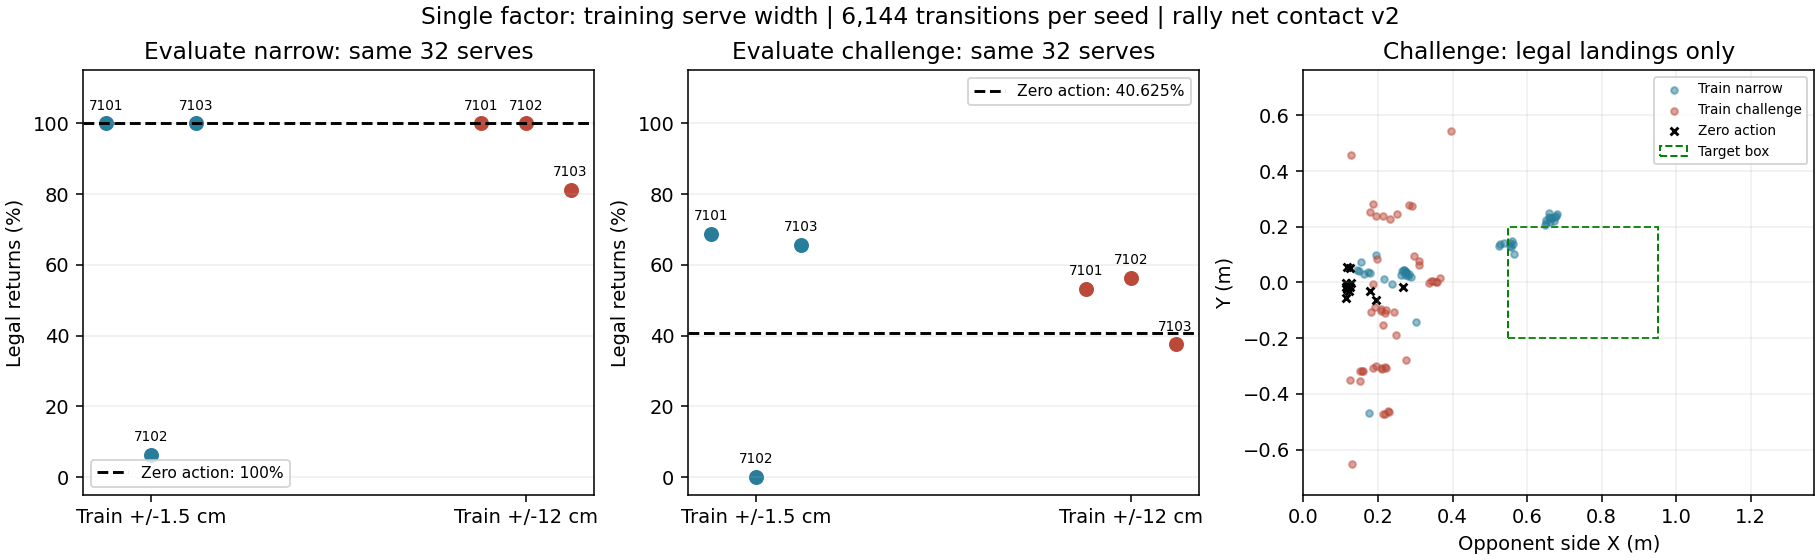 Single factor: training serve width | 6,144 transitions per seed | rally net contact v2
Evaluate narrow: same 32 serves
Legal returns (%)
100
80
60
40
20
0
7101
7103
7102
7101
7102
7103
Zero action: 100%
Train +/-1.5 cm
Train +/-12 cm
Evaluate challenge: same 32 serves
Legal returns (%)
100
80
60
40
20
0
Zero action: 40.625%
7101
7103
7102
7101
7102
7103
Train +/-1.5 cm
Train +/-12 cm
Challenge: legal landings only
Y (m)
0.6
0.4
0.2
0.0
−0.2
−0.4
−0.6
Train narrow
Train challenge
Zero action
Target box
0.0
0.2
0.4
0.6
0.8
1.0
1.2
Opponent side X (m)